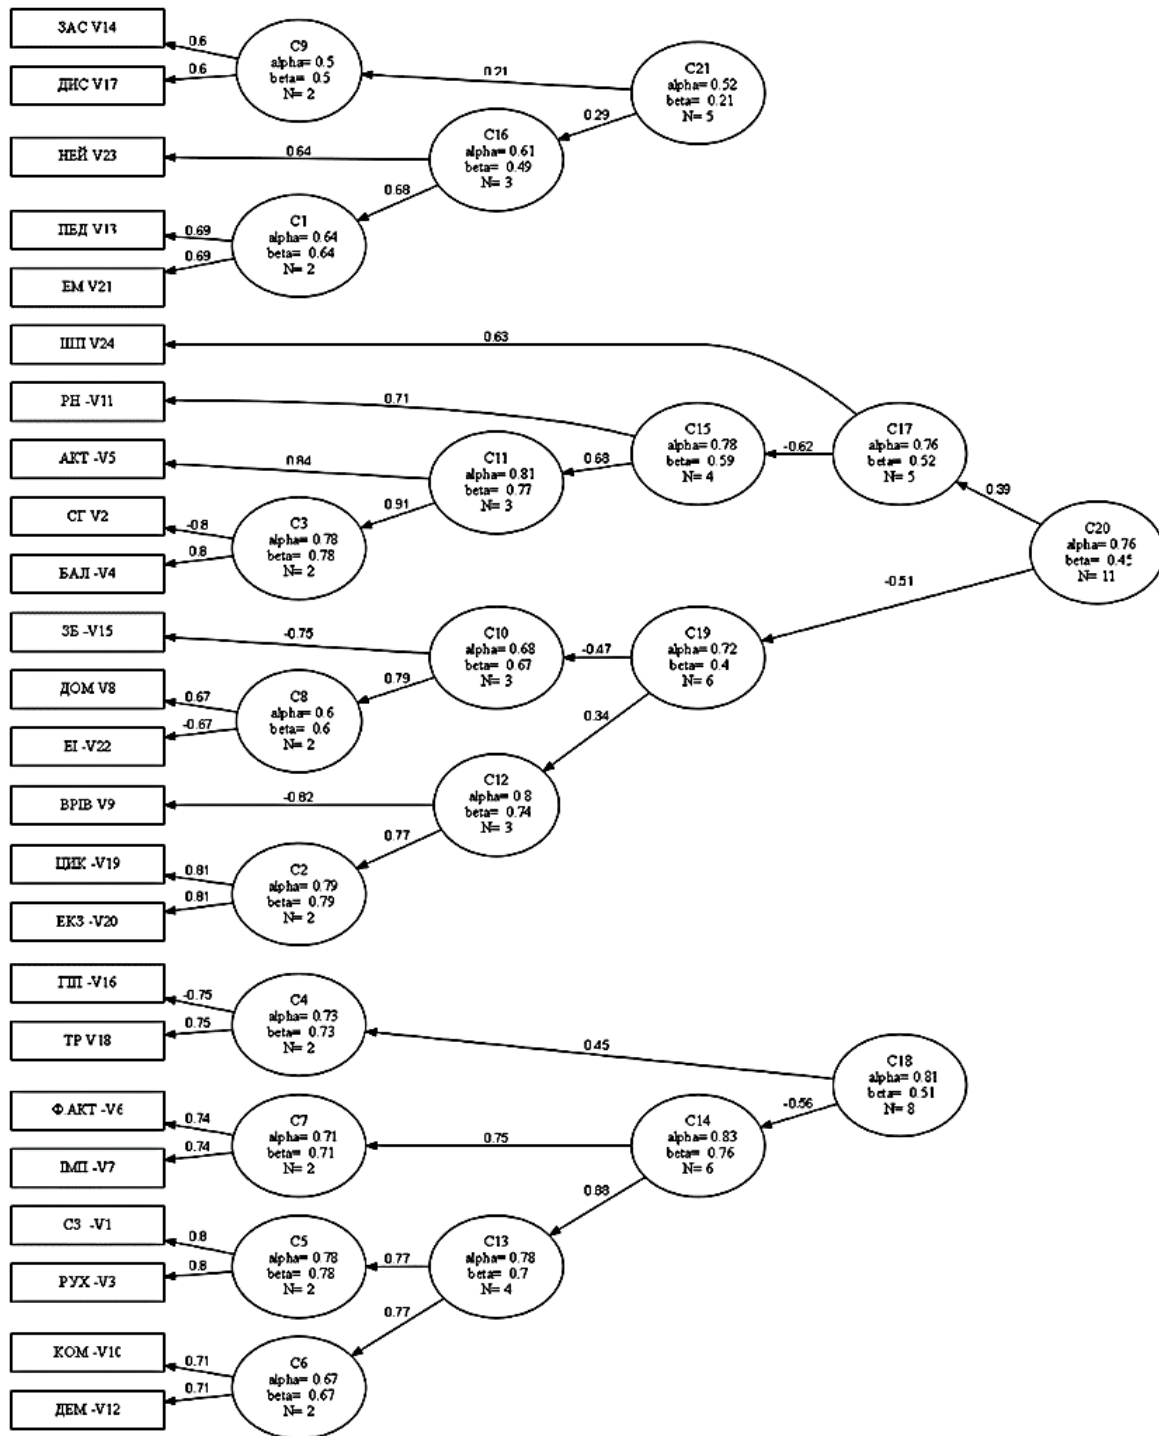 ЗАС V14
ДИС V17
НЕЙ V23
ПЕД V13
ЕМ V21
ШП V24
РН -V11
АКТ -V5
СГ V2
БАЛ -V4
ЗБ -V15
ДОМ V8
ЕІ -V22
ВРІВ V9
ЦИК -V19
ЕКЗ -V20
ГІП -V16
ТР V18
Ф.АКТ -V6
ІМП -V7
СЗ -V1
РУХ -V3
КОМ -V10
ДЕМ -V12
0.6
0.6
C9
alpha= 0.5
beta= 0.5
N= 2
0.21
C21
alpha= 0.52
beta= 0.21
N= 5
0.29
C16
alpha= 0.61
beta= 0.49
N= 3
0.64
0.68
C1
alpha= 0.64
beta= 0.64
N= 2
0.69
0.69
0.63
0.71
C15
alpha= 0.78
beta= 0.59
N= 4
-0.62
C17
alpha= 0.76
beta= 0.52
N= 5
0.39
C20
alpha= 0.76
beta= 0.45
N= 11
-0.51
0.84
C11
alpha= 0.81
beta= 0.77
N= 3
0.68
0.91
C3
alpha= 0.78
beta= 0.78
N= 2
-0.8
0.8
-0.75
C10
alpha= 0.68
beta= 0.67
N= 3
-0.47
C19
alpha= 0.72
beta= 0.4
N= 6
0.79
0.34
C8
alpha= 0.6
beta= 0.6
N= 2
0.67
-0.67
-0.82
C12
alpha= 0.8
beta= 0.74
N= 3
0.77
C2
alpha= 0.79
beta= 0.79
N= 2
0.81
0.81
-0.75
0.75
C4
alpha= 0.73
beta= 0.73
N= 2
0.45
C18
alpha= 0.81
beta= 0.51
N= 8
-0.56
C14
alpha= 0.83
beta= 0.76
N= 6
0.75
0.88
C7
alpha= 0.71
beta= 0.71
N= 2
0.74
0.74
0.8
0.8
C5
alpha= 0.78
beta= 0.78
N= 2
0.77
C13
alpha= 0.78
beta= 0.7
N= 4
0.77
C6
alpha= 0.67
beta= 0.67
N= 2
0.71
0.71